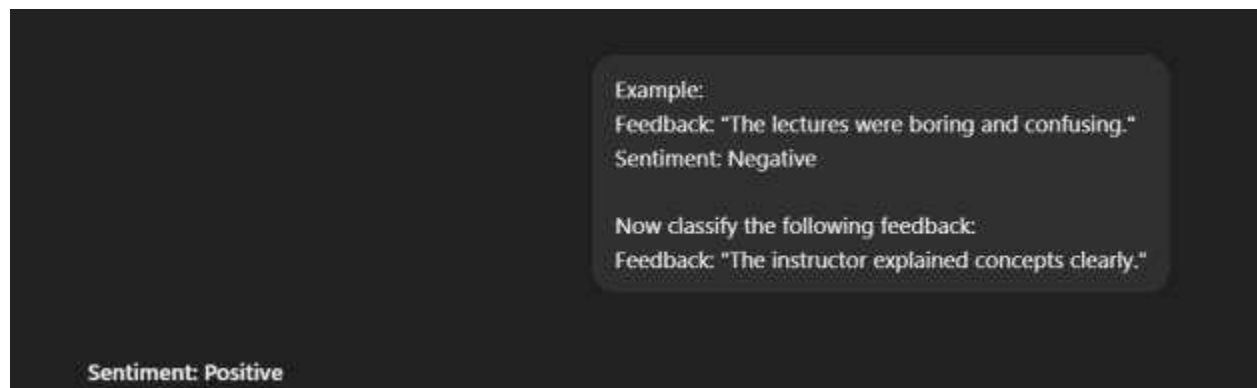 Example:
Feedback: "The lectures were boring and confusing."
Sentiment: Negative
Now classify the following feedback:
Feedback: "The instructor explained concepts clearly."
Sentiment: Positive